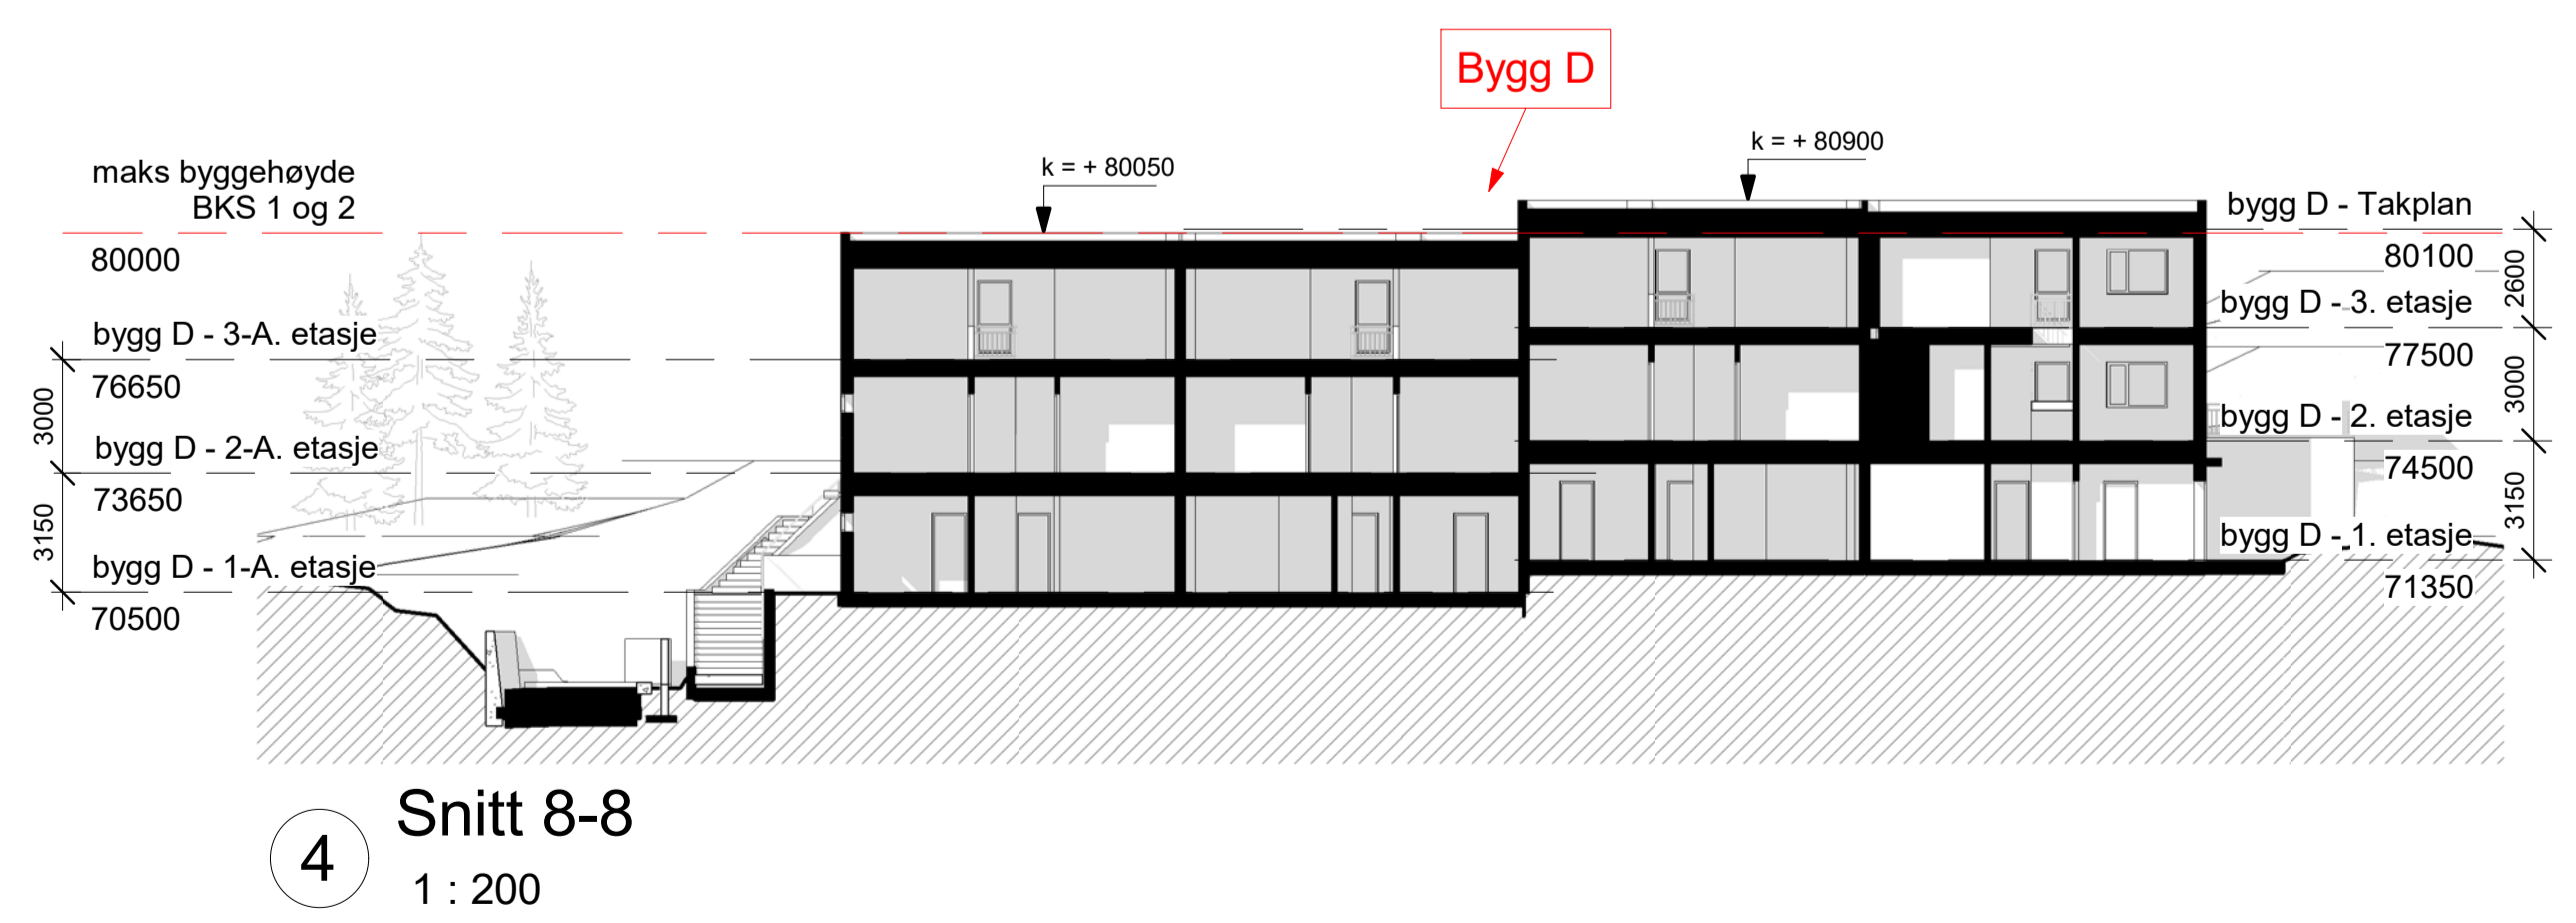 Bygg D
k = + 80050
k = + 80900
maks byggehøyde
BKS 1 og 2
80000
bygg D - 3-A. etasje
76650
3000
bygg D - 2-A. etasje
73650
3150
bygg D - 1-A. etasje
70500
bygg D - Takplan
80100
2600
bygg D - 3. etasje
77500
3000
bygg D - 2. etasje
74500
3150
bygg D - 1. etasje
71350
4
Snitt 8-8
1 : 200